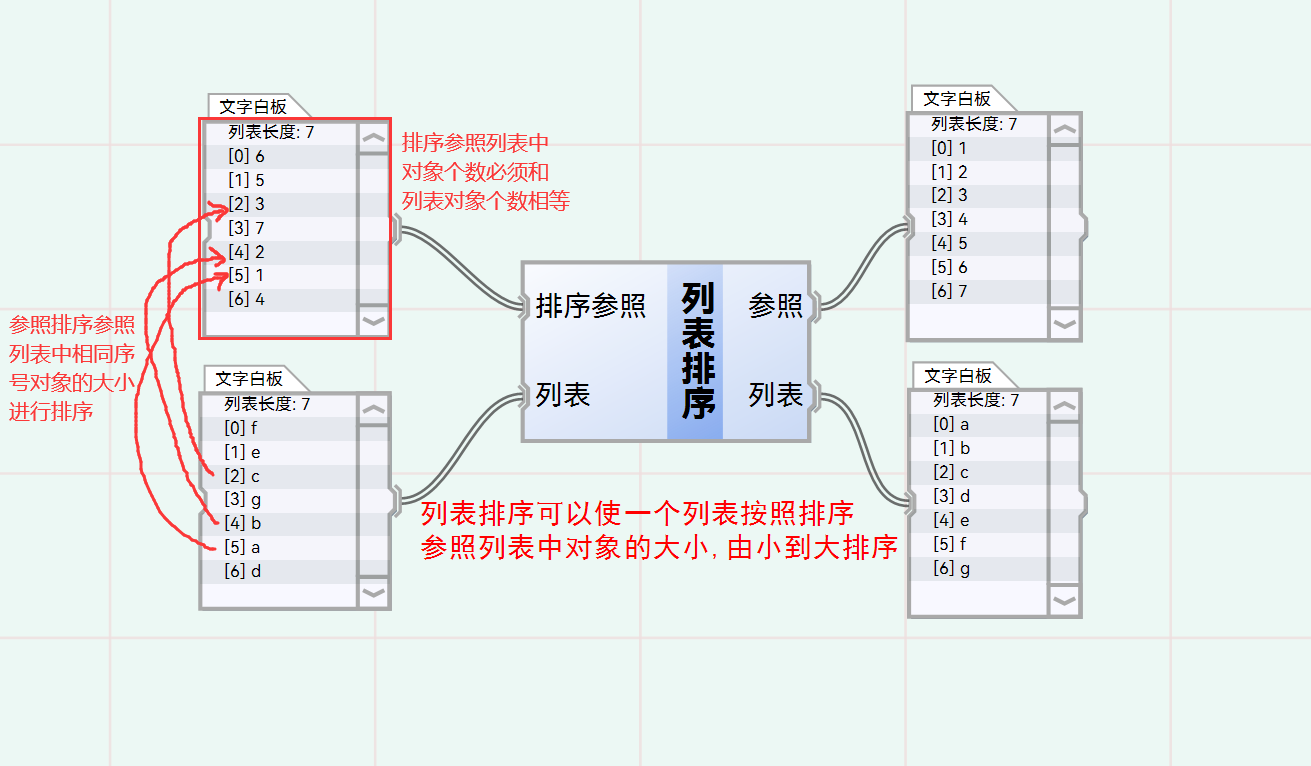 文字白板
列表长度: 7
[0] 6
[1] 5
[2] 3
[3] 7
[4] 2
[5] 1
[6] 4
排序参照列表中
对象个数必须和
列表对象个数相等
参照排序参照
列表中相同序
号对象的大小
进行排序
文字白板
列表长度: 7
[0] f
[1] e
[2] c
[3] g
[4] b
[5] a
[6] d
排序参照
列表
列表排序
参照
列表
列表排序可以使一个列表按照排序
参照列表中对象的大小,由小到大排序
文字白板
列表长度: 7
[0] 1
[1] 2
[2] 3
[3] 4
[4] 5
[5] 6
[6] 7
文字白板
列表长度: 7
[0] a
[1] b
[2] c
[3] d
[4] e
[5] f
[6] g